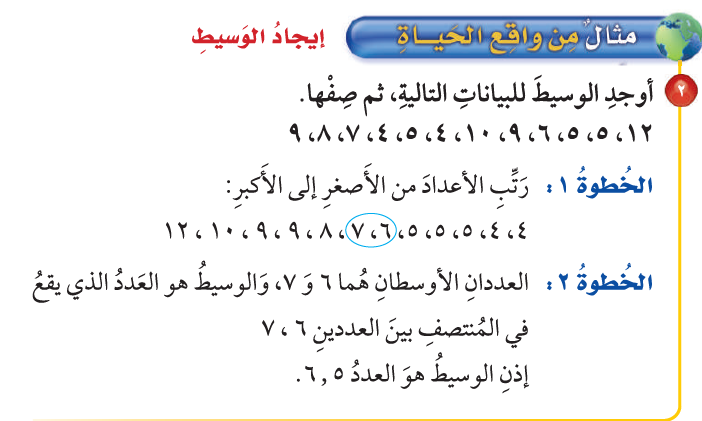 مثالٌ مِن واقِعِ الحَيـاةِ إيجادُ الوَسيطِ
٢ أوجدِ الوسيطَ للبياناتِ التاليةِ، ثم صِفْها.
١٢، ٥، ٥، ٦، ٩، ١٠، ٤، ٥، ٤، ٧، ٨، ٩
الخُطوةُ ١: رَتِّبِ الأعدادَ من الأَصغرِ إلى الأَكبرِ:
٤، ٤، ٥، ٥، ٥، ٦، ٧، ٨، ٩، ٩، ١٠، ١٢
الخُطوةُ ٢: العددانِ الأوسطانِ هُما ٦ وَ ٧، وَالوسيطُ هو العَددُ الذي يقعُ
في المُنتصفِ بينَ العددينِ ٦، ٧
إذنِ الوسيطُ هوَ العددُ ٦,٥.